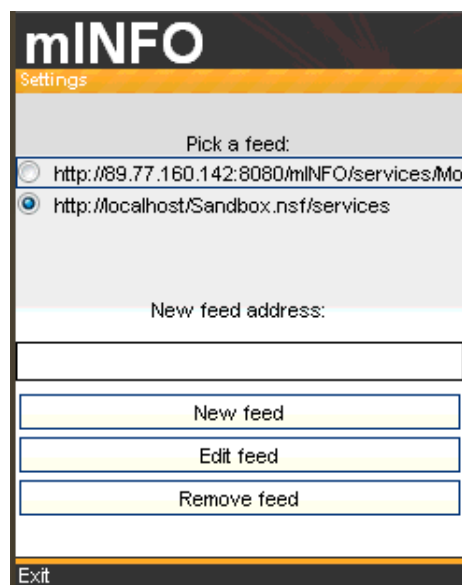 mINFO
Settings
Pick a feed:
http://89.77.160.142:8080/mINFO/services/Mo
http://localhost/Sandbox.nsf/services
New feed address:
New feed
Edit feed
Remove feed
Exit